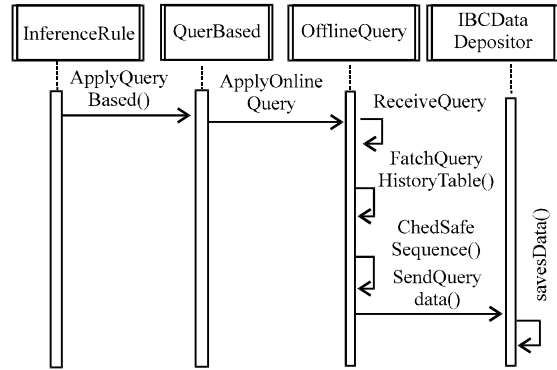 InferenceRule
QuerBased
OfflineQuery
IBCData
Depositor
ApplyQuery
Based()
ApplyOnline
Query
ReceiveQuery
FatchQuery
HistoryTable()
ChedSafe
Sequence()
SendQuery
data()
savesData()